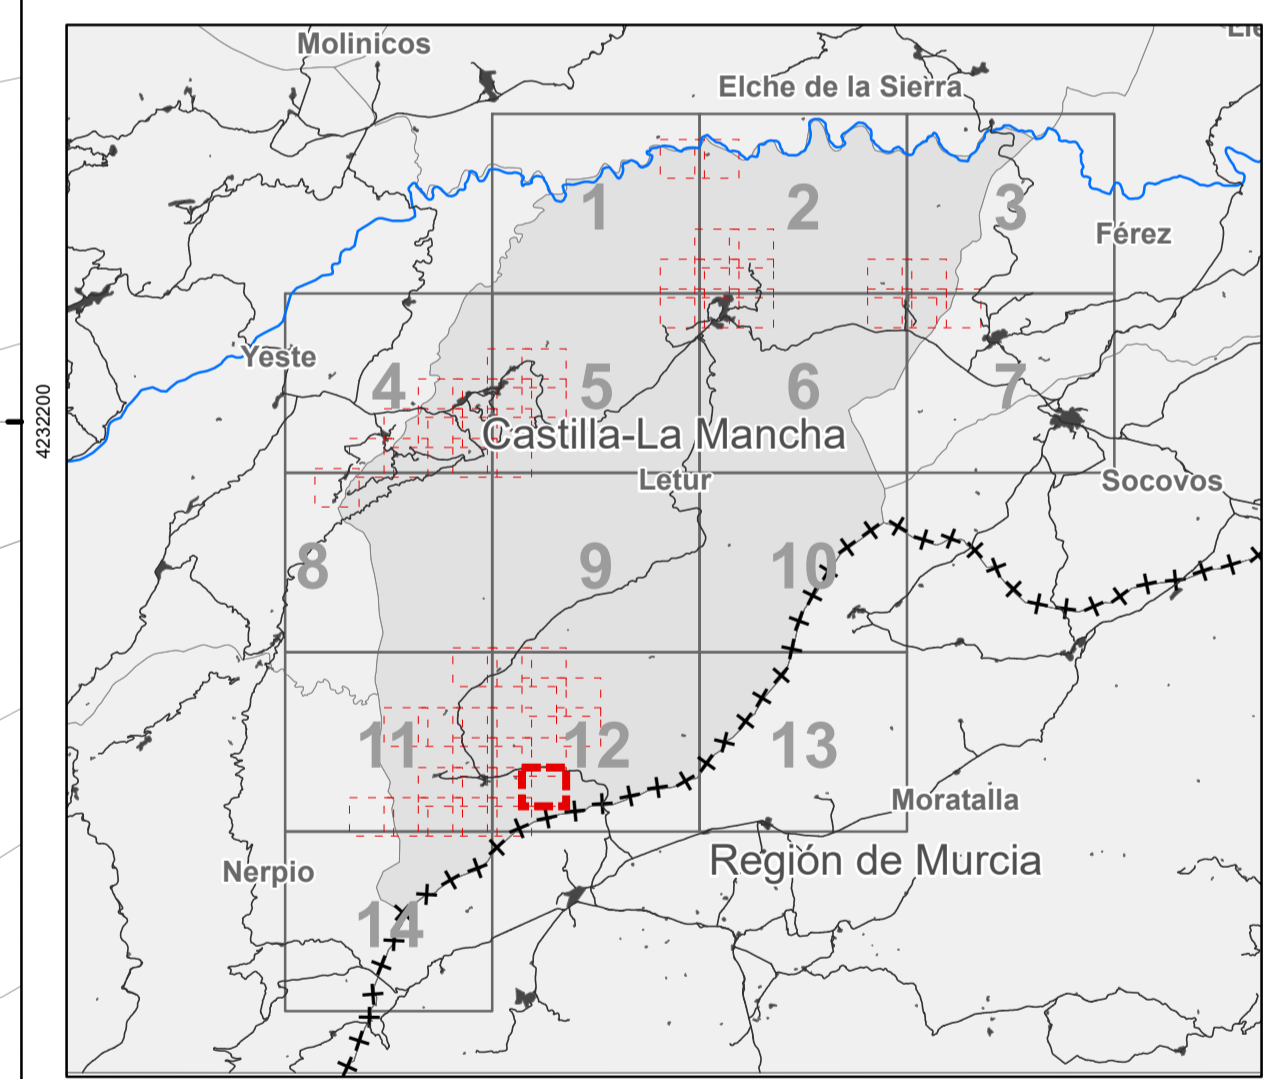 Molinicos
Elche de la Sierra
1
2
3
Férez
Yeste
4
5
6
7
4232200
Castilla-La Mancha
Letur
Socovos
8
9
10
11
12
13
Moratalla
Nerpio
Región de Murcia
14